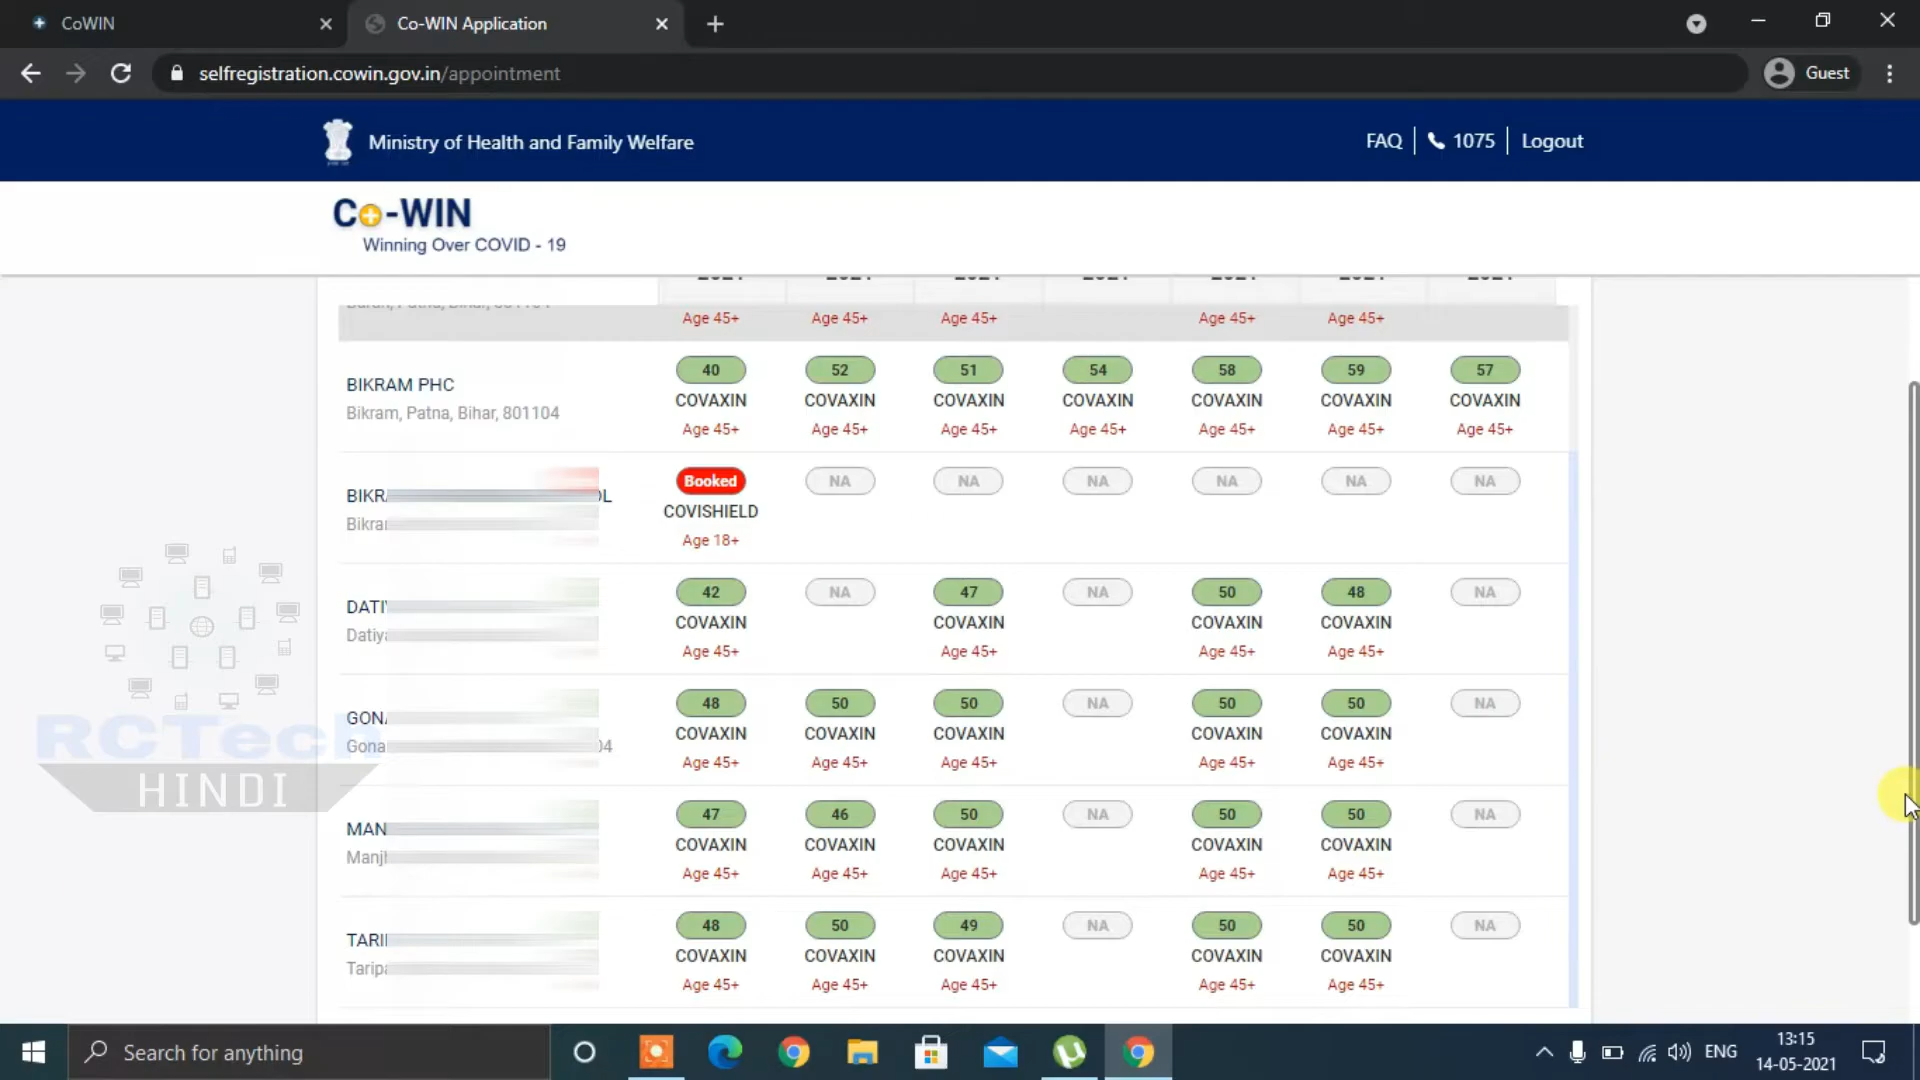 CoWIN
Co-WIN Application
selfregistration.cowin.gov.in/appointment
Guest
Ministry of Health and Family Welfare
FAQ
1075
Logout
Co-WIN
Winning Over COVID - 19
2021 2021 2021 2021 2021 2021 2021
Age 45+ Age 45+ Age 45+ Age 45+ Age 45+
BIKRAM PHC
Bikram, Patna, Bihar, 801104
40 52 51 54 58 59 57
COVAXIN COVAXIN COVAXIN COVAXIN COVAXIN COVAXIN COVAXIN
Age 45+ Age 45+ Age 45+ Age 45+ Age 45+ Age 45+ Age 45+
Booked NA NA NA NA NA NA
COVISHIELD
Age 18+
42 NA 47 NA 50 48 NA
COVAXIN COVAXIN COVAXIN COVAXIN
Age 45+ Age 45+ Age 45+ Age 45+
48 50 50 NA 50 50 NA
COVAXIN COVAXIN COVAXIN COVAXIN COVAXIN
Age 45+ Age 45+ Age 45+ Age 45+ Age 45+
47 46 50 NA 50 50 NA
COVAXIN COVAXIN COVAXIN COVAXIN COVAXIN
Age 45+ Age 45+ Age 45+ Age 45+ Age 45+
48 50 49 NA 50 50 NA
COVAXIN COVAXIN COVAXIN COVAXIN COVAXIN
Age 45+ Age 45+ Age 45+ Age 45+ Age 45+
RCTech
HINDI
Search for anything
ENG
13:15
14-05-2021